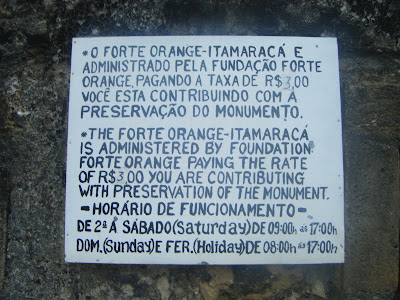 * O FORTE ORANGE-ITAMARACÁ E
ADMINISTRADO PELA FUNDAÇÃO FORTE
ORANGE, PAGANDO A TAXA DE R$3,00
VOCÊ ESTA CONTRIBUINDO COM A
PRESERVAÇÃO DO MONUMENTO.
* THE FORTE ORANGE-ITAMARACÁ
IS ADMINISTERED BY FOUNDATION
FORTE ORANGE PAYING THE RATE
OF R$3,00 YOU ARE CONTRIBUTING
WITH PRESERVATION OF THE MONUMENT.
- HORÁRIO DE FUNCIONAMENTO -
DE 2ª Á SÁBADO (Saturday) DE 09:00h ás 17:00h
DOM. (Sunday) E FER. (Holiday) DE 08:00h ás 17:00h